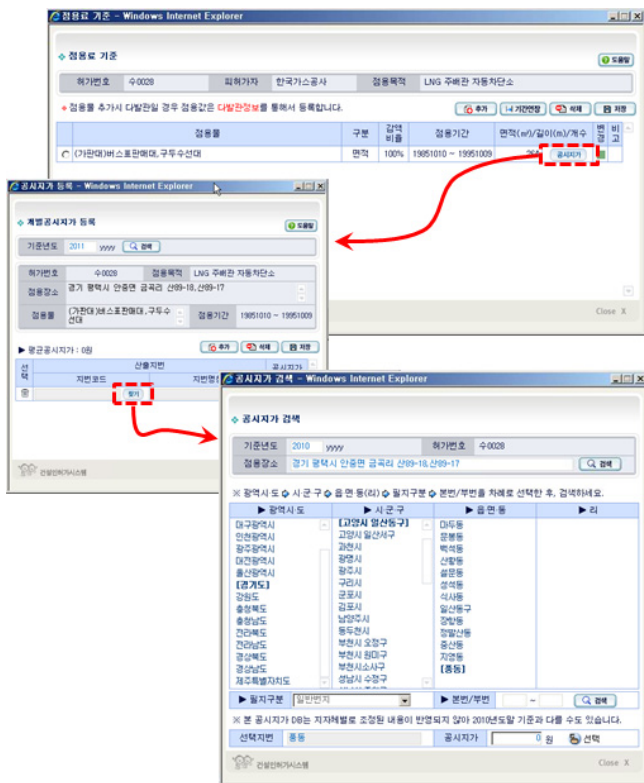 점용료 기준 - Windows Internet Explorer
점용료 기준
도움말
허가번호 수0028 피허가자 한국가스공사 점용목적 LNG 주배관 자동차단소
* 점용물 추가시 다발관일 경우 점용값은 다발관정보를 통해서 등록합니다.
추가 기간연장 삭제 저장
점용물 구분 감액비율 점용기간 면적(㎡)/길이(m)/개수 변경 비고
(가판대)버스표판매대,구두수선대 면적 100% 19851010 ~ 19951009 공시지가
Close X
공시지가 등록 - Windows Internet Explorer
개별공시지가 등록
도움말
기준년도 2011 yyyy 검색
허가번호 수0028 점용목적 LNG 주배관 자동차단소
점용장소 경기 평택시 안중면 금곡리 산89-18,산89-17
점용물 (가판대)버스표판매대,구두수선대 점용기간 19851010 ~ 19951009
▶ 평균공시지가 : 0원
추가 삭제 저장
선택 산출지번 공시지가
지번코드 지번명
찾기
건설인허가시스템
공시지가 검색 - Windows Internet Explorer
공시지가 검색
기준년도 2010 yyyy 허가번호 수0028
점용장소 경기 평택시 안중면 금곡리 산89-18,산89-17 검색
※ 광역시·도 시·군·구 읍·면·동(리) 필지구분 본번/부번를 차례로 선택한 후, 검색하세요.
▶ 광역시·도 ▶ 시·군·구 ▶ 읍·면·동 ▶ 리
대구광역시 [고양시 일산동구] 마두동
인천광역시 고양시 일산서구 문봉동
광주광역시 과천시 백석동
대전광역시 광명시 산황동
울산광역시 광주시 설문동
[경기도] 구리시 성석동
강원도 군포시 식사동
충청북도 김포시 일산동구
충청남도 남양주시 장항동
전라북도 동두천시 정발산동
전라남도 부천시 오정구 중산동
경상북도 부천시 원미구 지영동
경상남도 부천시소사구 [풍동]
제주특별자치도 성남시 수정구
▶ 필지구분 일반번지 ▶ 본번/부번 ~ 검색
※ 본 공시지가 DB는 지자체별로 조정된 내용이 반영되지 않아 2010년도말 기준과 다를 수도 있습니다.
선택지번 풍동 공시지가 0 원 선택
건설인허가시스템
Close X